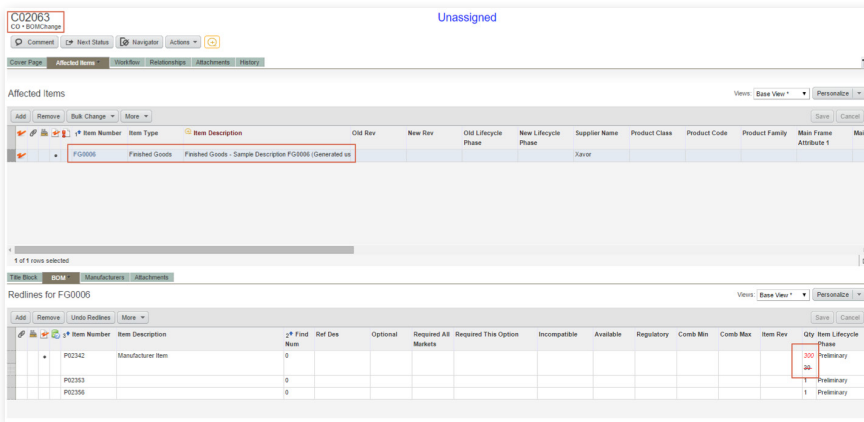 C02063
CO • BOMChange
Unassigned
Comment Next Status Navigator Actions
Cover Page Affected Items Workflow Relationships Attachments History
Affected Items
Views: Base View * Personalize
Add Remove Bulk Change More Save Cancel
1 Item Number Item Type Item Description Old Rev New Rev Old Lifecycle Phase New Lifecycle Phase Supplier Name Product Class Product Code Product Family Main Frame Attribute 1 Mai
FG0006 Finished Goods Finished Goods - Sample Description FG0006 (Generated us Xavor
1 of 1 rows selected
Title Block BOM Manufacturers Attachments
Redlines for FG0006
Views: Base View * Personalize
Add Remove Undo Redlines More Save Cancel
Item Number Item Description 2 Find Num Ref Des Optional Required All Markets Required This Option Incompatible Available Regulatory Comb Min Comb Max Item Rev Qty Item Lifecycle Phase
P02342 Manufacturer Item 0 300 Preliminary
30
P02353 0 1 Preliminary
P02356 0 1 Preliminary